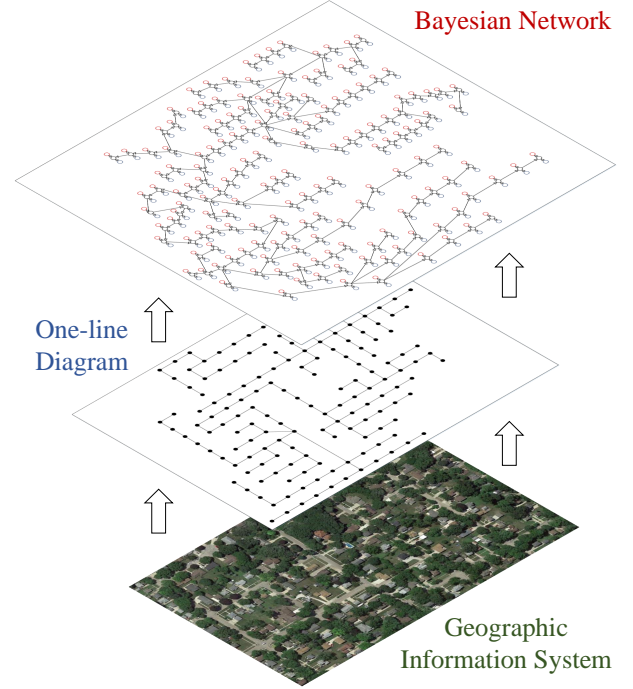 Bayesian Network
One-line
Diagram
Geographic
Information System